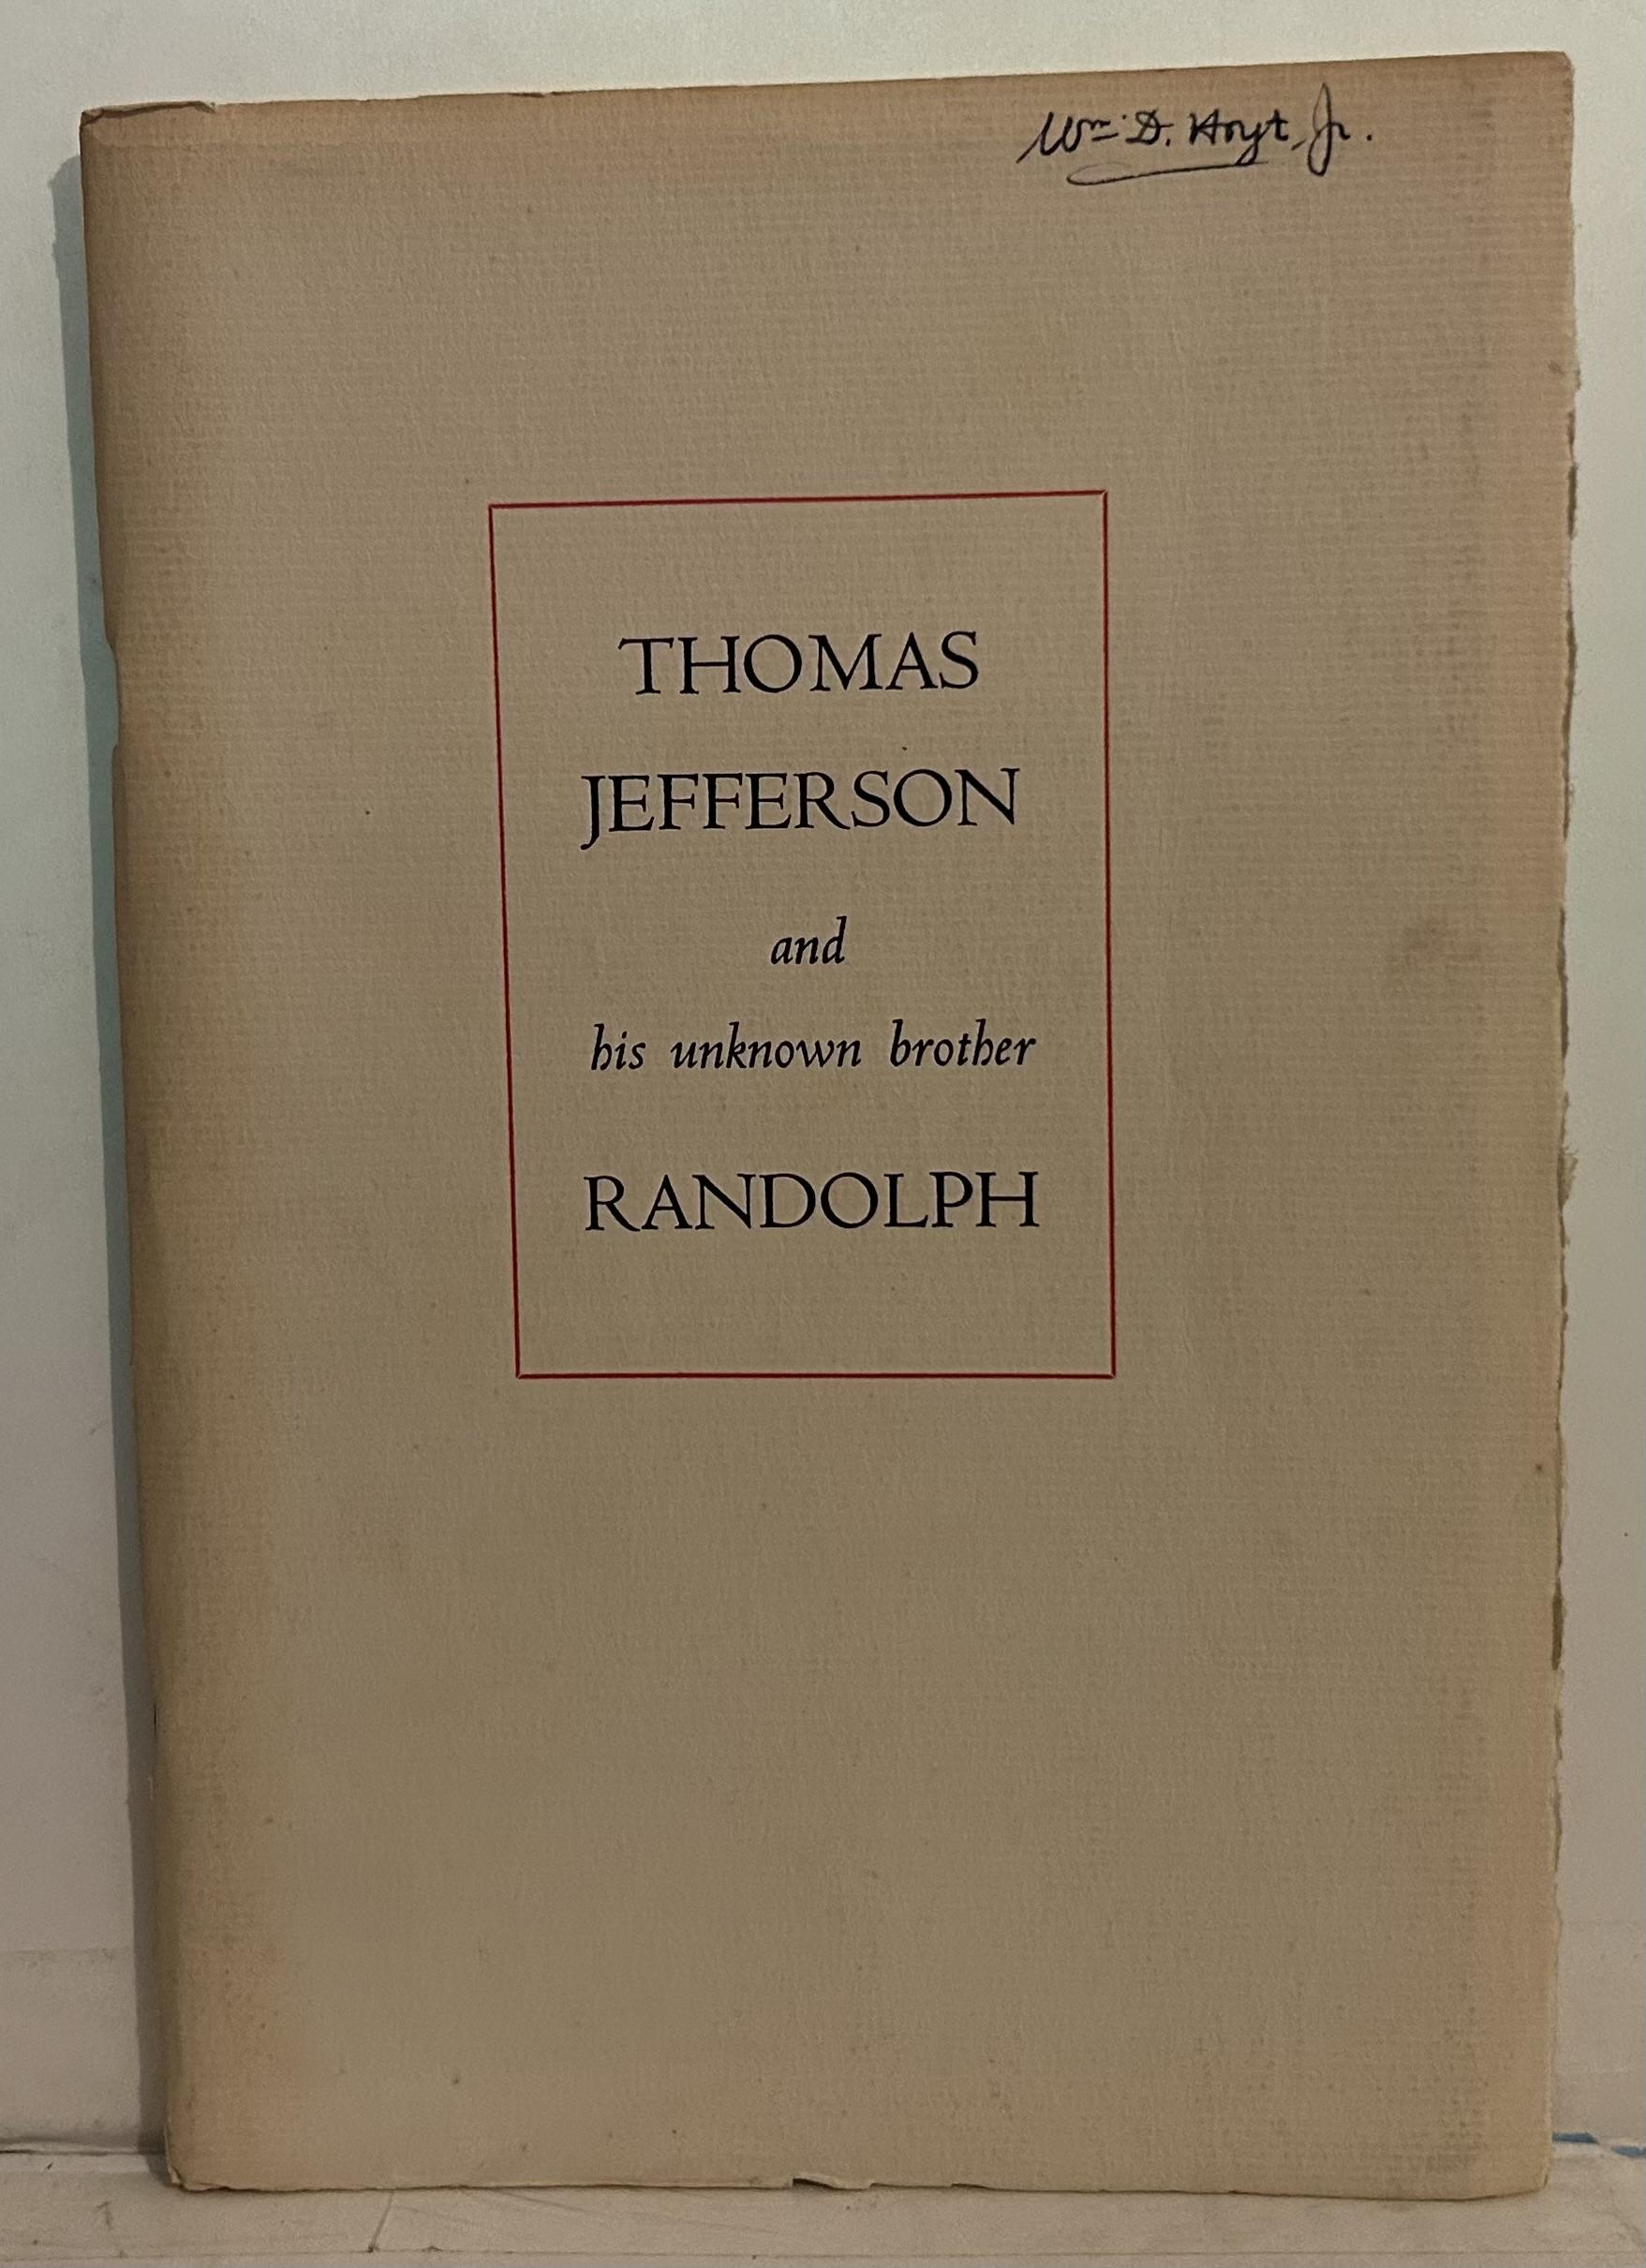 Wm. D. Hoyt, Jr.
THOMAS
JEFFERSON
and
his unknown brother
RANDOLPH